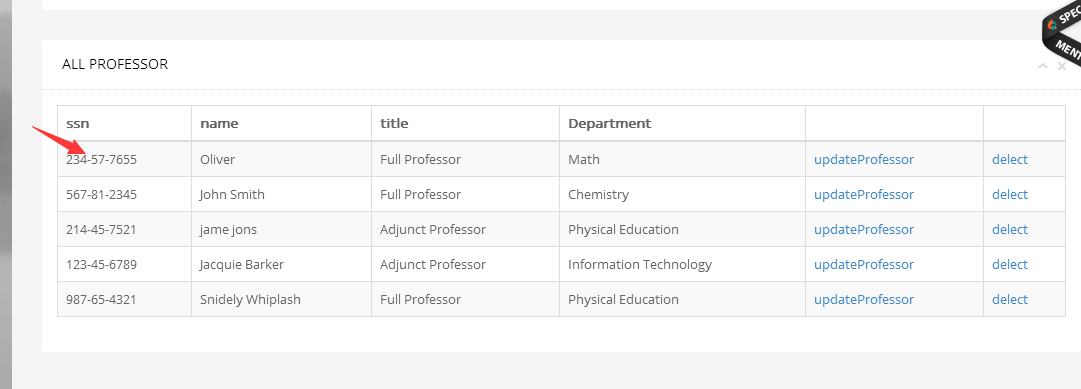 SPEC
MENT
ALL PROFESSOR
ssn name title Department
234-57-7655 Oliver Full Professor Math updateProfessor delect
567-81-2345 John Smith Full Professor Chemistry updateProfessor delect
214-45-7521 jame jons Adjunct Professor Physical Education updateProfessor delect
123-45-6789 Jacquie Barker Adjunct Professor Information Technology updateProfessor delect
987-65-4321 Snidely Whiplash Full Professor Physical Education updateProfessor delect